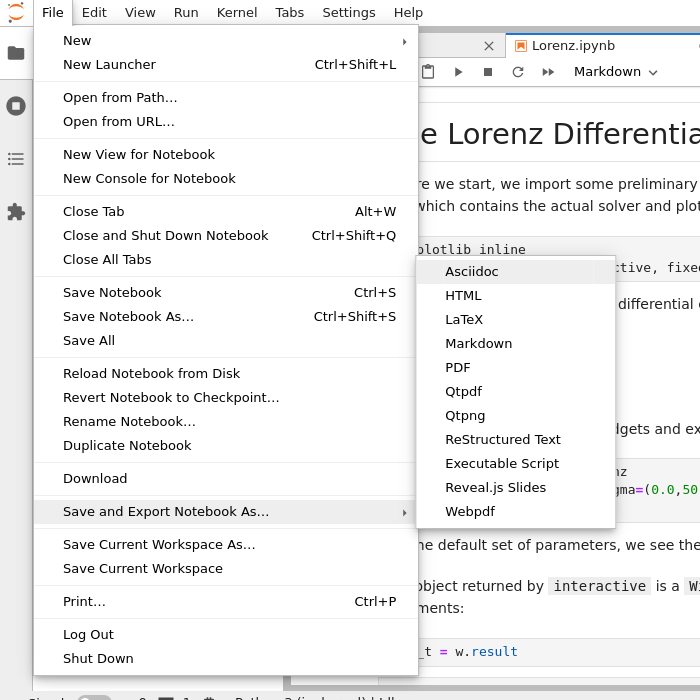 File Edit View Run Kernel Tabs Settings Help
New
New Launcher Ctrl+Shift+L
Open from Path…
Open from URL…
New View for Notebook
New Console for Notebook
Close Tab Alt+W
Close and Shut Down Notebook Ctrl+Shift+Q
Close All Tabs
Save Notebook Ctrl+S
Save Notebook As… Ctrl+Shift+S
Save All
Reload Notebook from Disk
Revert Notebook to Checkpoint…
Rename Notebook…
Duplicate Notebook
Download
Save and Export Notebook As…
Save Current Workspace As…
Save Current Workspace
Print… Ctrl+P
Log Out
Shut Down
Asciidoc
HTML
LaTeX
Markdown
PDF
Qtpdf
Qtpng
ReStructured Text
Executable Script
Reveal.js Slides
Webpdf
Lorenz.ipynb
Markdown
e Lorenz Differentia
re we start, we import some preliminary
which contains the actual solver and plot
plotlib inline
ctive, fixed
differential
dgets and ex
nz
gma=(0.0,50
he default set of parameters, we see the
object returned by interactive is a
ments:
_t = w.result